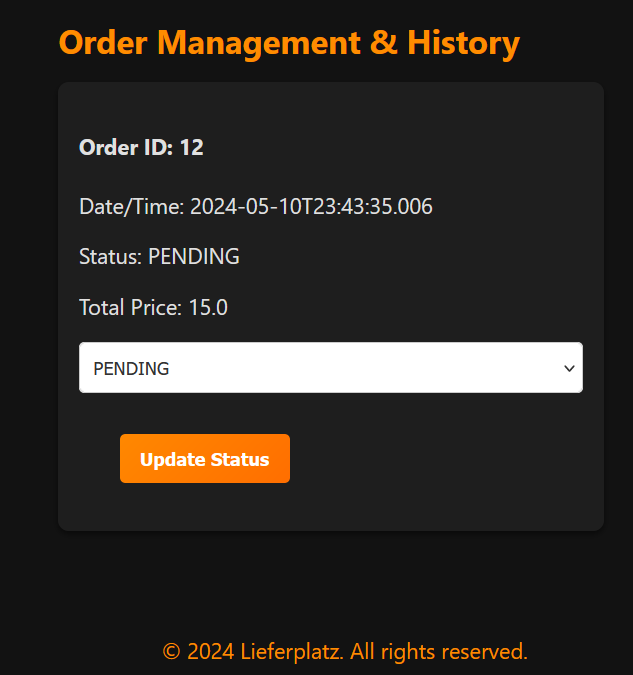 Order Management & History
Order ID: 12
Date/Time: 2024-05-10T23:43:35.006
Status: PENDING
Total Price: 15.0
PENDING
Update Status
© 2024 Lieferplatz. All rights reserved.